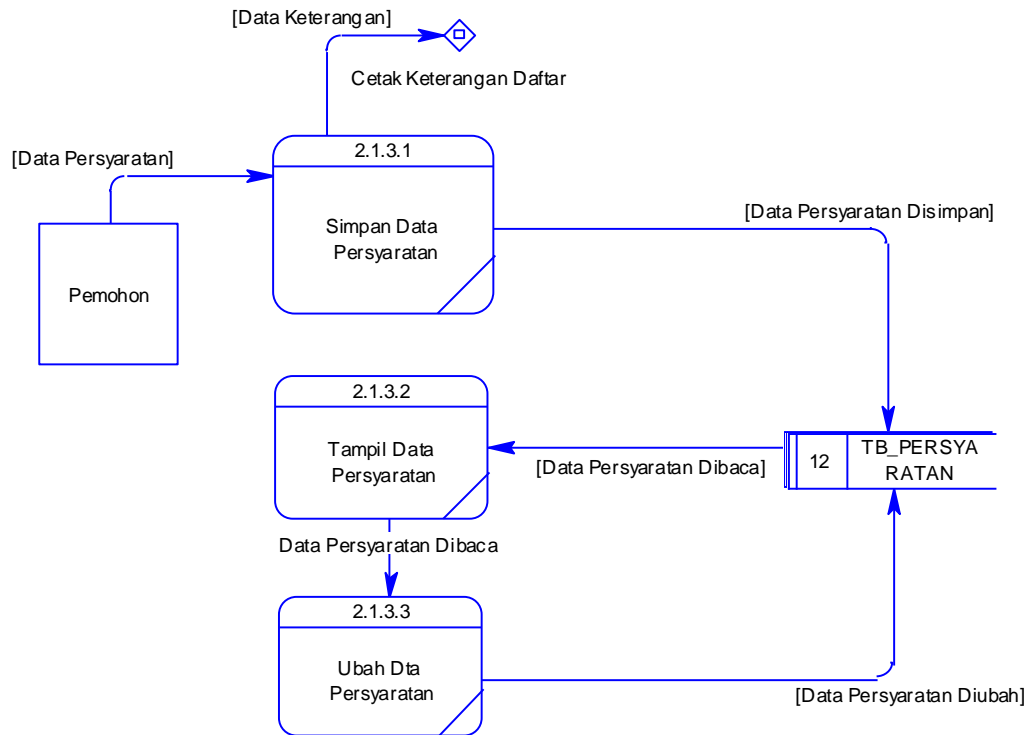 [Data Keterangan]
Cetak Keterangan Daftar
[Data Persyaratan]
2.1.3.1
Simpan Data
Persyaratan
[Data Persyaratan Disimpan]
Pemohon
2.1.3.2
Tampil Data
Persyaratan
[Data Persyaratan Dibaca]
12
TB_PERSYA
RATAN
Data Persyaratan Dibaca
2.1.3.3
Ubah Dta
Persyaratan
[Data Persyaratan Diubah]